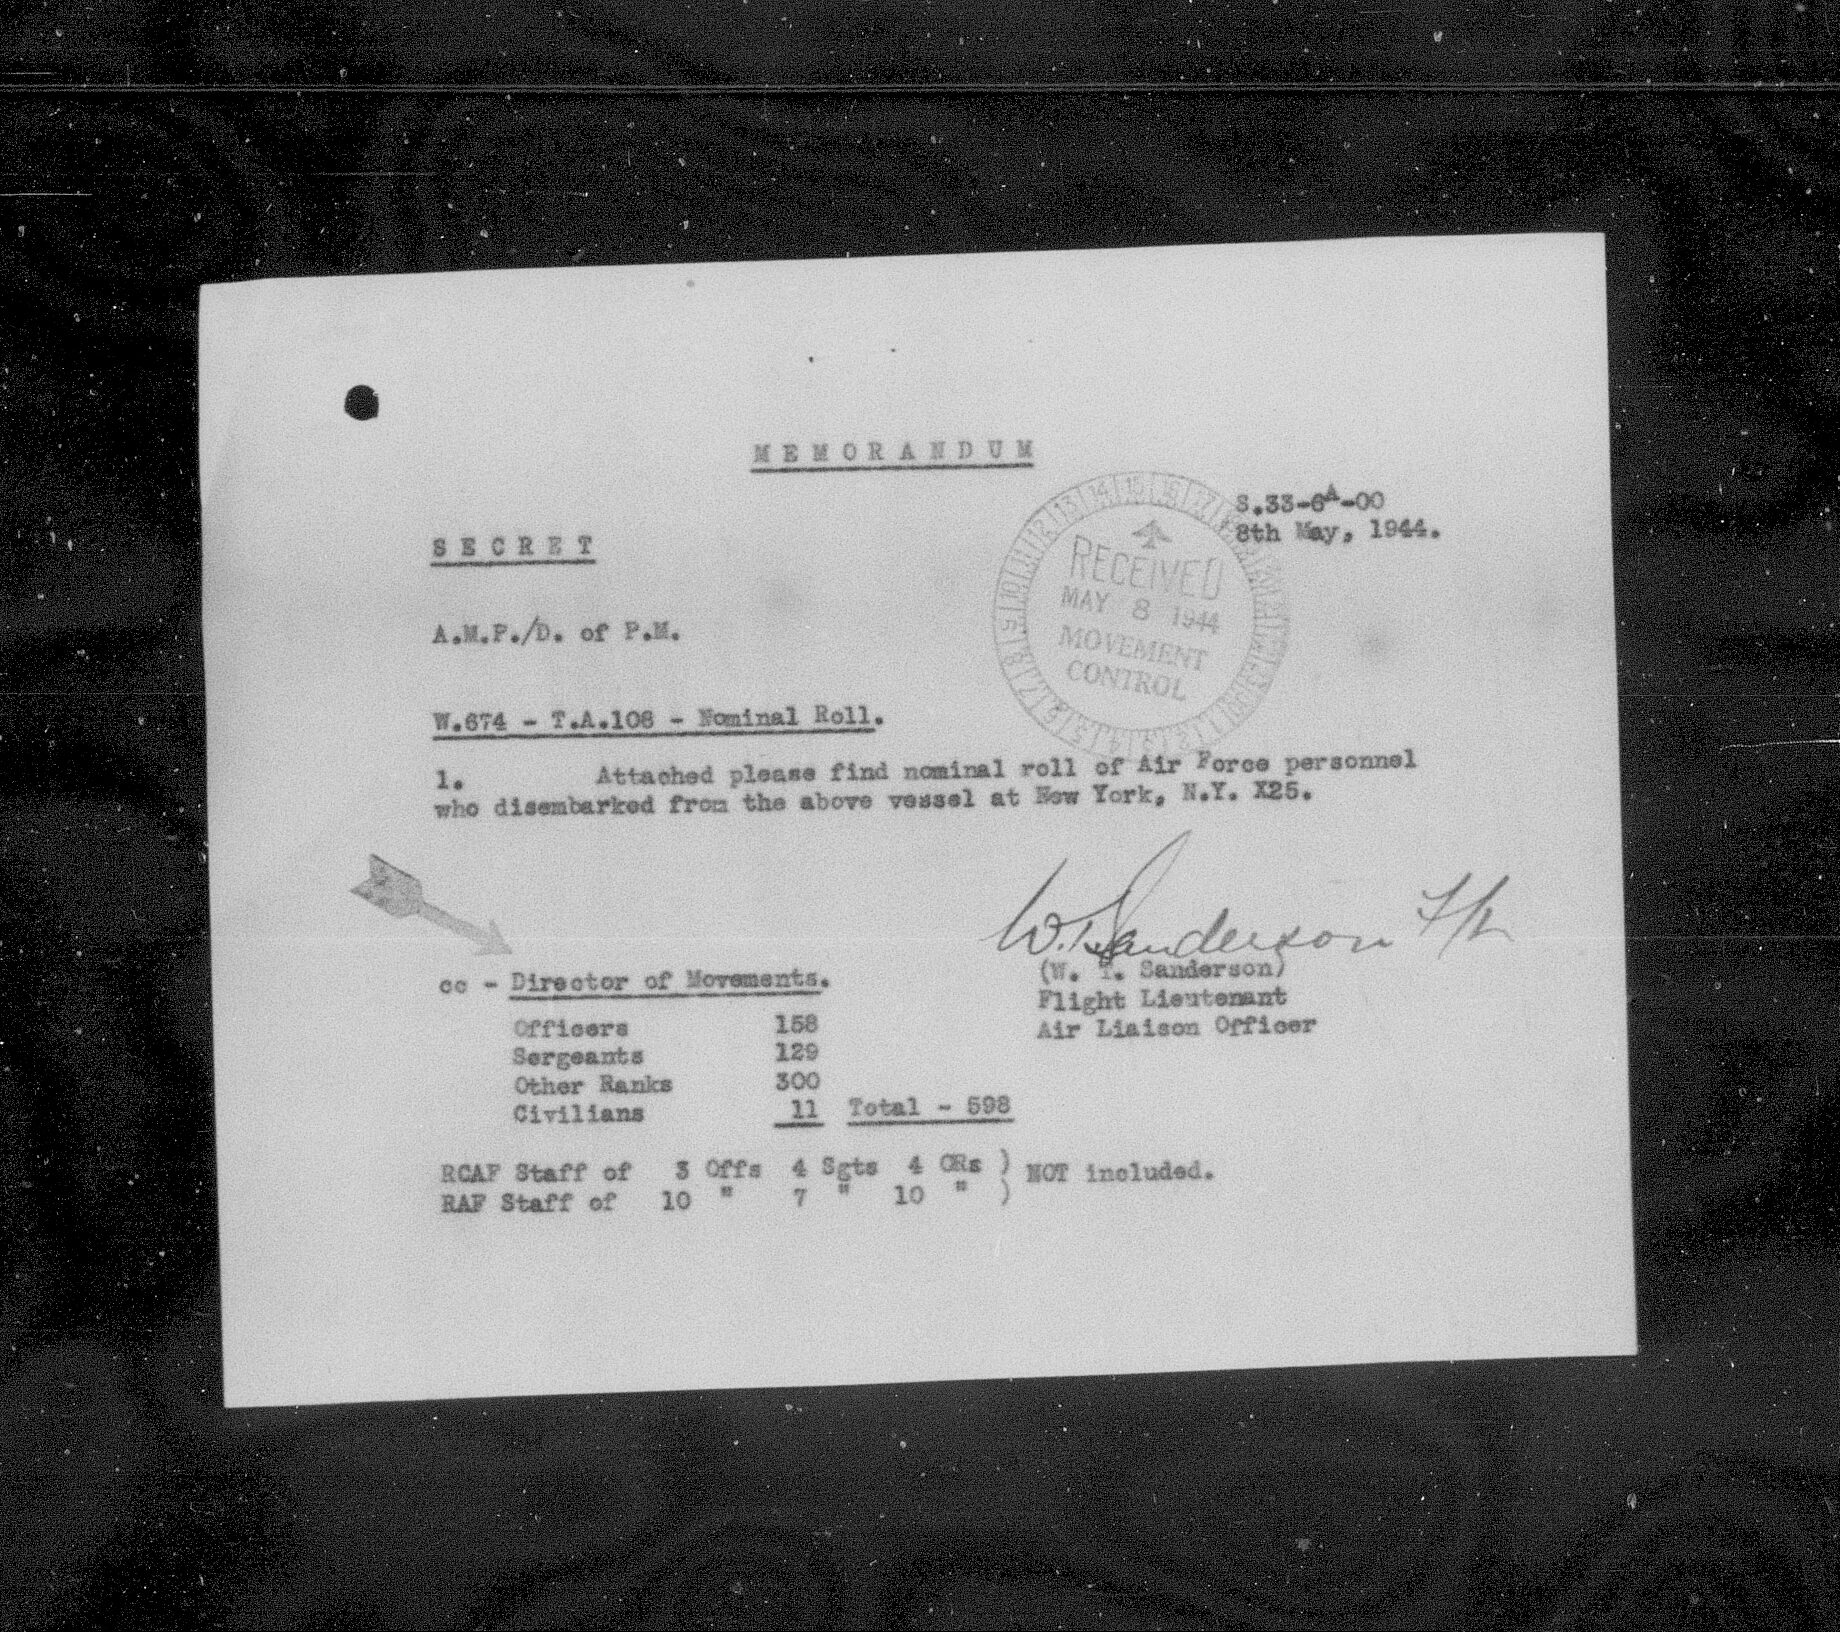 MEMORANDUM
S.33-6A-00
8th May, 1944.
SECRET
RECEIVED
MAY 8 1944
MOVEMENT
CONTROL
A.M.P./D. of P.M.
W.674 - T.A.108 - Nominal Roll.
1. Attached please find nominal roll of Air Force personnel
who disembarked from the above vessel at New York, N.Y. X25.
W.T. Sanderson F/L
(W. T. Sanderson)
Flight Lieutenant
Air Liaison Officer
cc - Director of Movements.
Officers 158
Sergeants 129
Other Ranks 300
Civilians 11 Total - 598
RCAF Staff of 3 Offs 4 Sgts 4 ORs ) NOT included.
RAF Staff of 10 " 7 " 10 " )